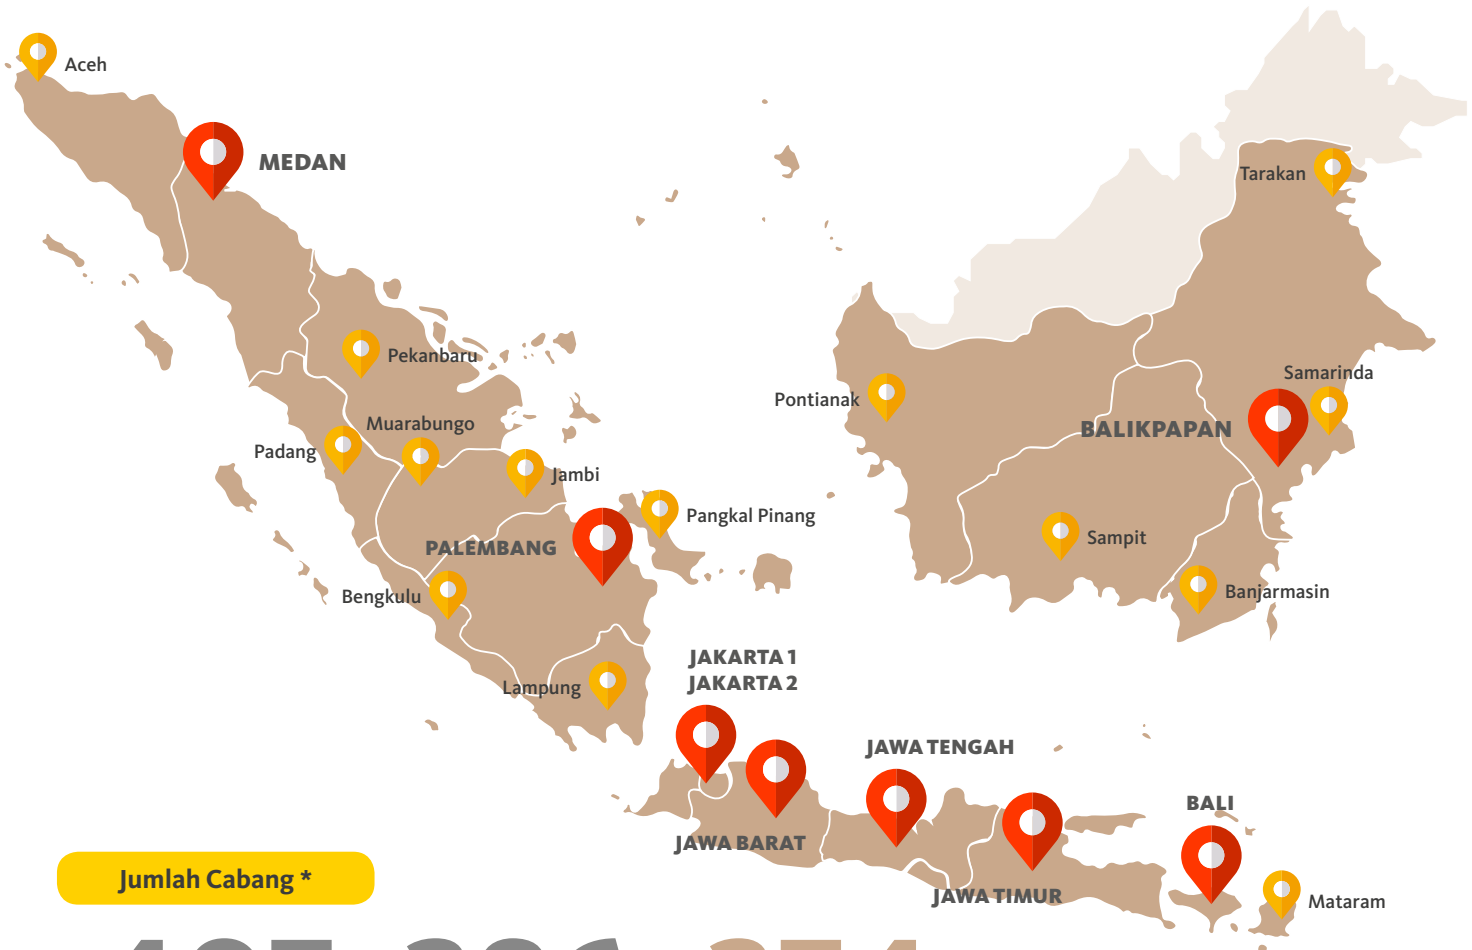 Aceh
MEDAN
Tarakan
Pekanbaru
Samarinda
Pontianak
Muarabungo
BALIKPAPAN
Padang
Jambi
Pangkal Pinang
Sampit
PALEMBANG
Bengkulu
Banjarmasin
JAKARTA 1
JAKARTA 2
Lampung
JAWA TENGAH
BALI
JAWA BARAT
Jumlah Cabang *
JAWA TIMUR
Mataram